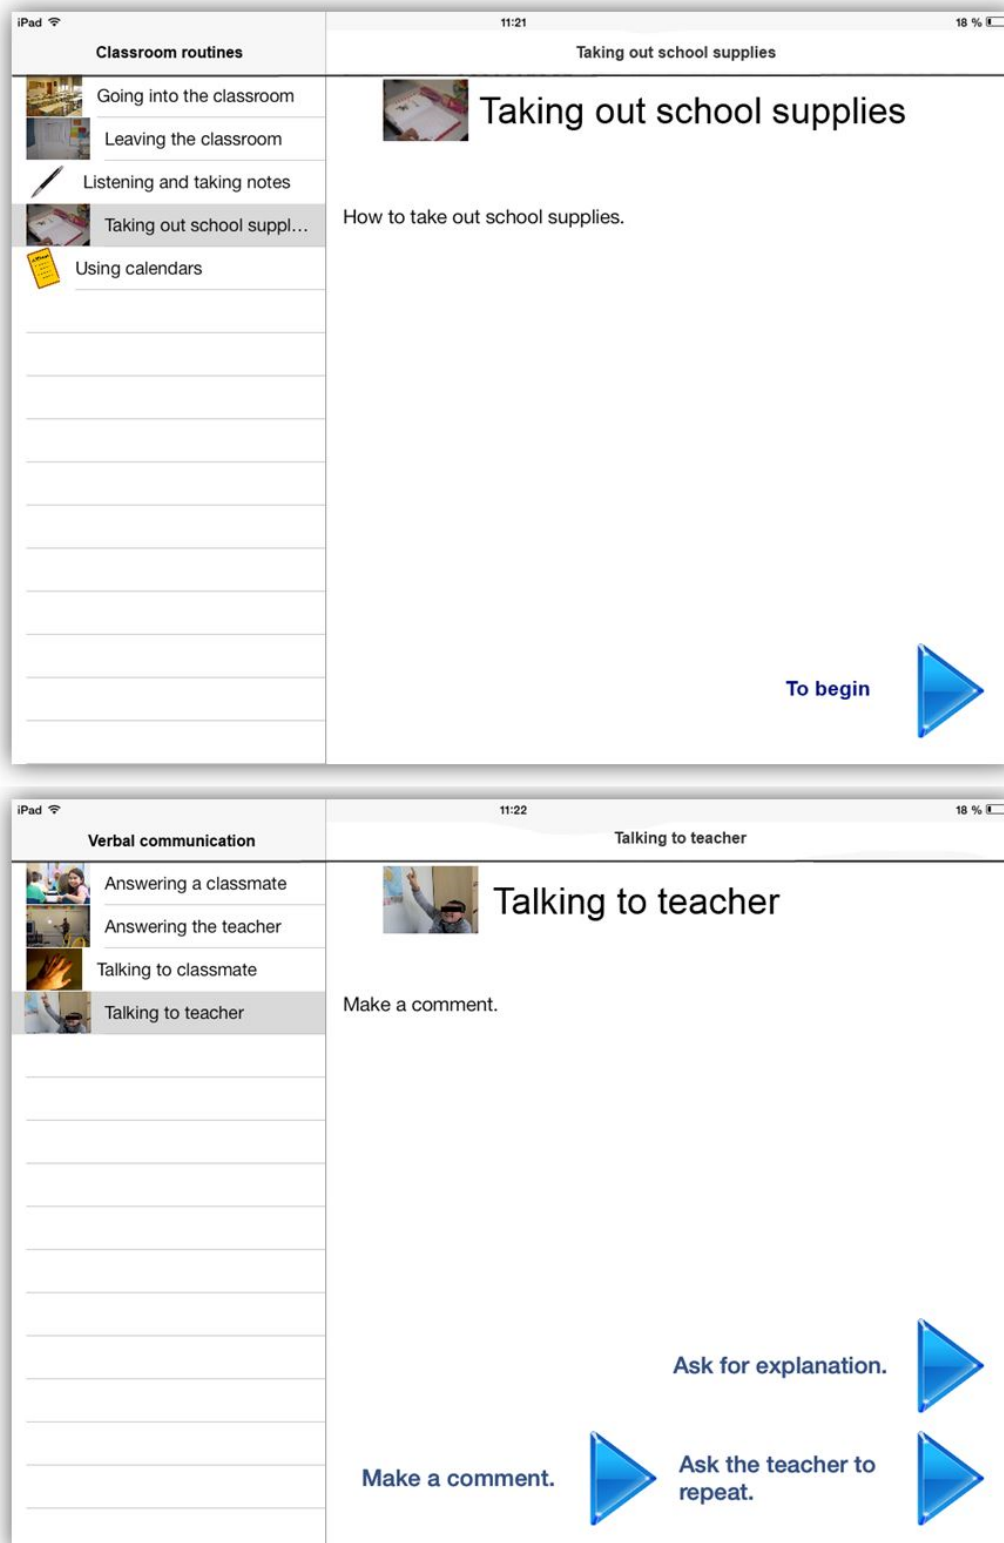 iPad 11:21 18 %
Classroom routines
Taking out school supplies
Going into the classroom
Leaving the classroom
Listening and taking notes
Taking out school suppl...
Using calendars
Taking out school supplies
How to take out school supplies.
To begin
iPad 11:22 18 %
Verbal communication
Talking to teacher
Answering a classmate
Answering the teacher
Talking to classmate
Talking to teacher
Talking to teacher
Make a comment.
Ask for explanation.
Make a comment.
Ask the teacher to
repeat.